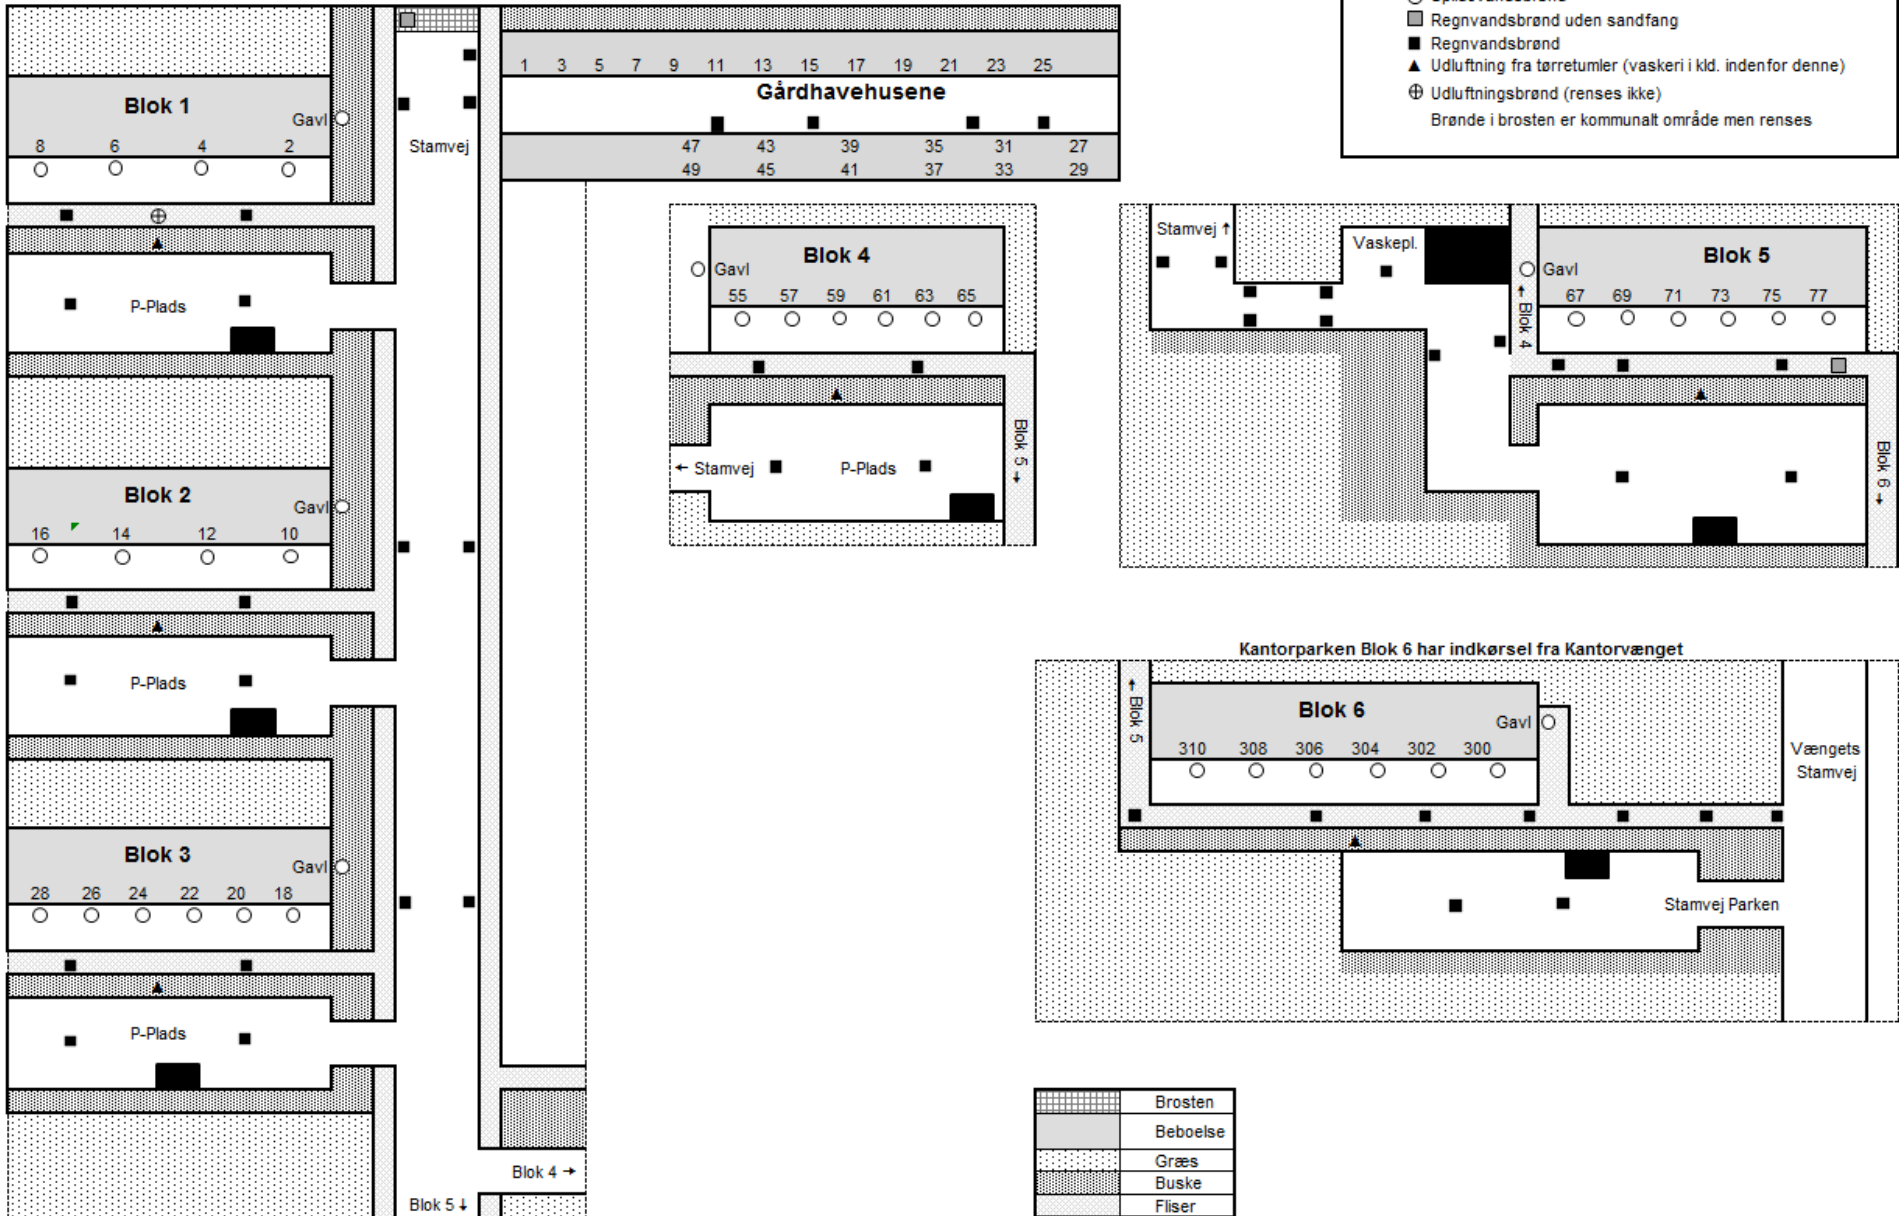 Spildevandsbrønd
Regnvandsbrønd uden sandfang
Regnvandsbrønd
Udluftning fra tørretumler (vaskeri i kld. indenfor denne)
Udluftningsbrønd (renses ikke)
Brønde i brosten er kommunalt område men renses
1 3 5 7 9 11 13 15 17 19 21 23 25
Gårdhavehusene
47 43 39 35 31 27
49 45 41 37 33 29
Stamvej
Blok 1
Gavl
8 6 4 2
P-Plads
Blok 2
Gavl
16 14 12 10
P-Plads
Blok 3
Gavl
28 26 24 22 20 18
P-Plads
Blok 4 →
Blok 5 ↓
Blok 4
Gavl
55 57 59 61 63 65
← Stamvej
P-Plads
Blok 5 →
Stamvej ↑
Vaskepl.
← Blok 4
Blok 5
Gavl
67 69 71 73 75 77
Blok 6 →
Kantorparken Blok 6 har indkørsel fra Kantorvænget
← Blok 5
Blok 6
Gavl
310 308 306 304 302 300
Vængets
Stamvej
Stamvej Parken
Brosten
Beboelse
Græs
Buske
Fliser